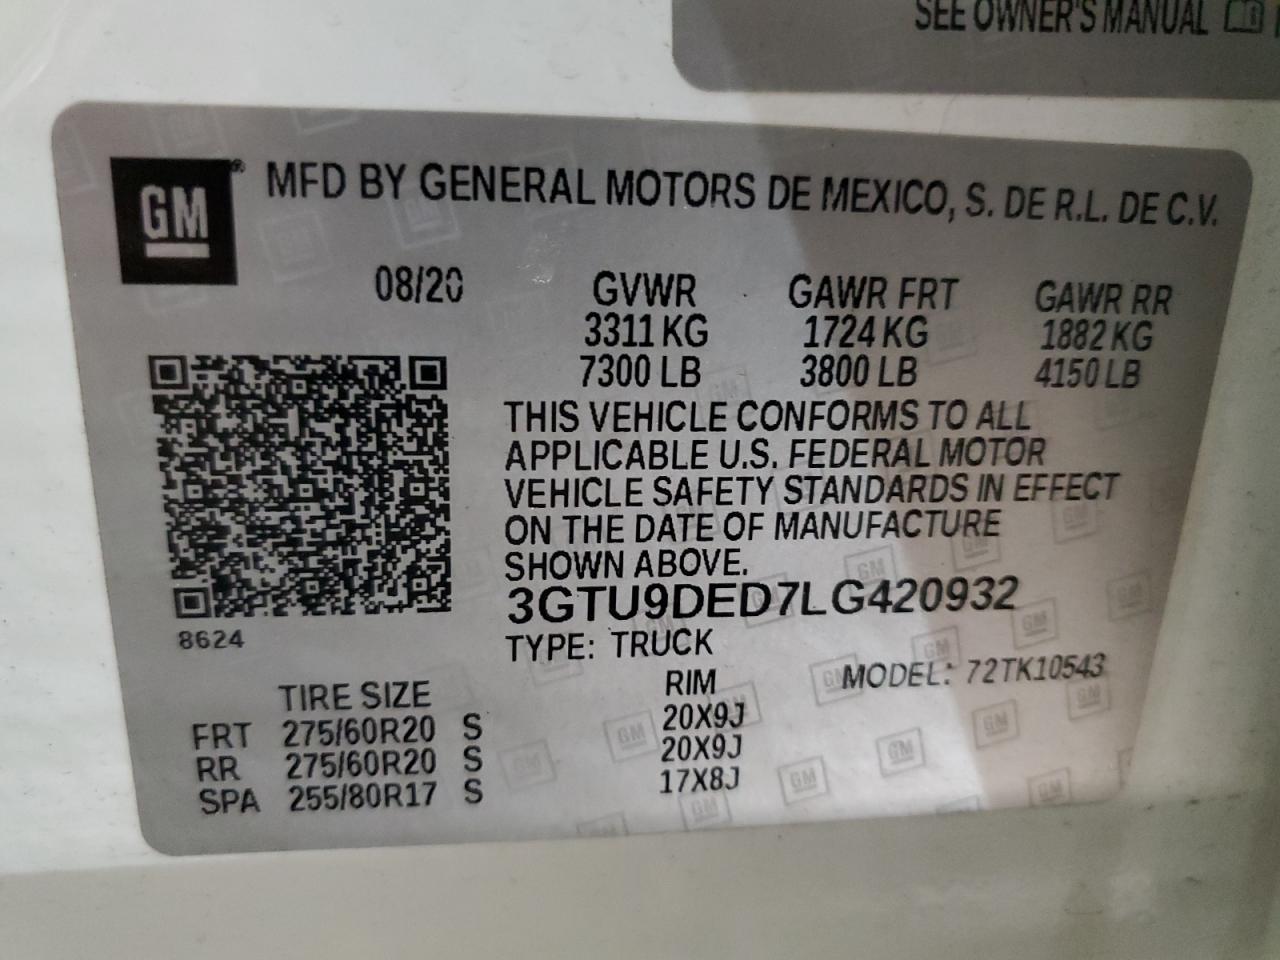 SEE OWNER'S MANUAL
GM
MFD BY GENERAL MOTORS DE MEXICO, S. DE R.L. DE C.V.
08/20
GVWR GAWR FRT GAWR RR
3311 KG 1724 KG 1882 KG
7300 LB 3800 LB 4150 LB
THIS VEHICLE CONFORMS TO ALL
APPLICABLE U.S. FEDERAL MOTOR
VEHICLE SAFETY STANDARDS IN EFFECT
ON THE DATE OF MANUFACTURE
SHOWN ABOVE.
3GTU9DED7LG420932
8624
TYPE: TRUCK
MODEL: 72TK10543
TIRE SIZE RIM
FRT 275/60R20 S 20X9J
RR 275/60R20 S 20X9J
SPA 255/80R17 S 17X8J